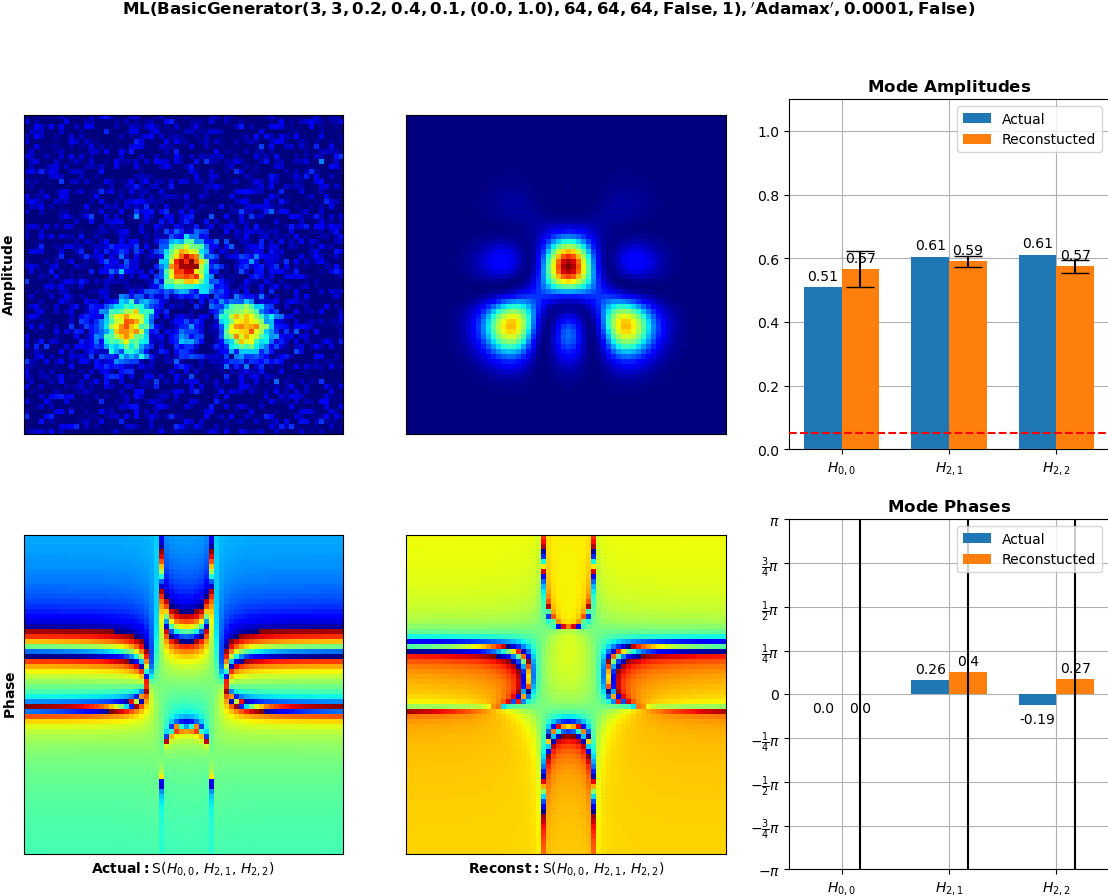 ML(BasicGenerator(3, 3, 0.2, 0.4, 0.1, (0.0, 1.0), 64, 64, 64, False, 1), ′Adamax′, 0.0001, False)
Amplitude
Mode Amplitudes
Actual
Reconstucted
1.0
0.8
0.6
0.4
0.2
0.0
0.51
0.57
0.61
0.59
0.61
0.57
H0,0
H2,1
H2,2
Phase
Actual: S(H0,0, H2,1, H2,2)
Reconst: S(H0,0, H2,1, H2,2)
Mode Phases
Actual
Reconstucted
π
3/4π
1/2π
1/4π
0
−1/4π
−1/2π
−3/4π
−π
0.0
0.0
0.26
0.4
-0.19
0.27
H0,0
H2,1
H2,2